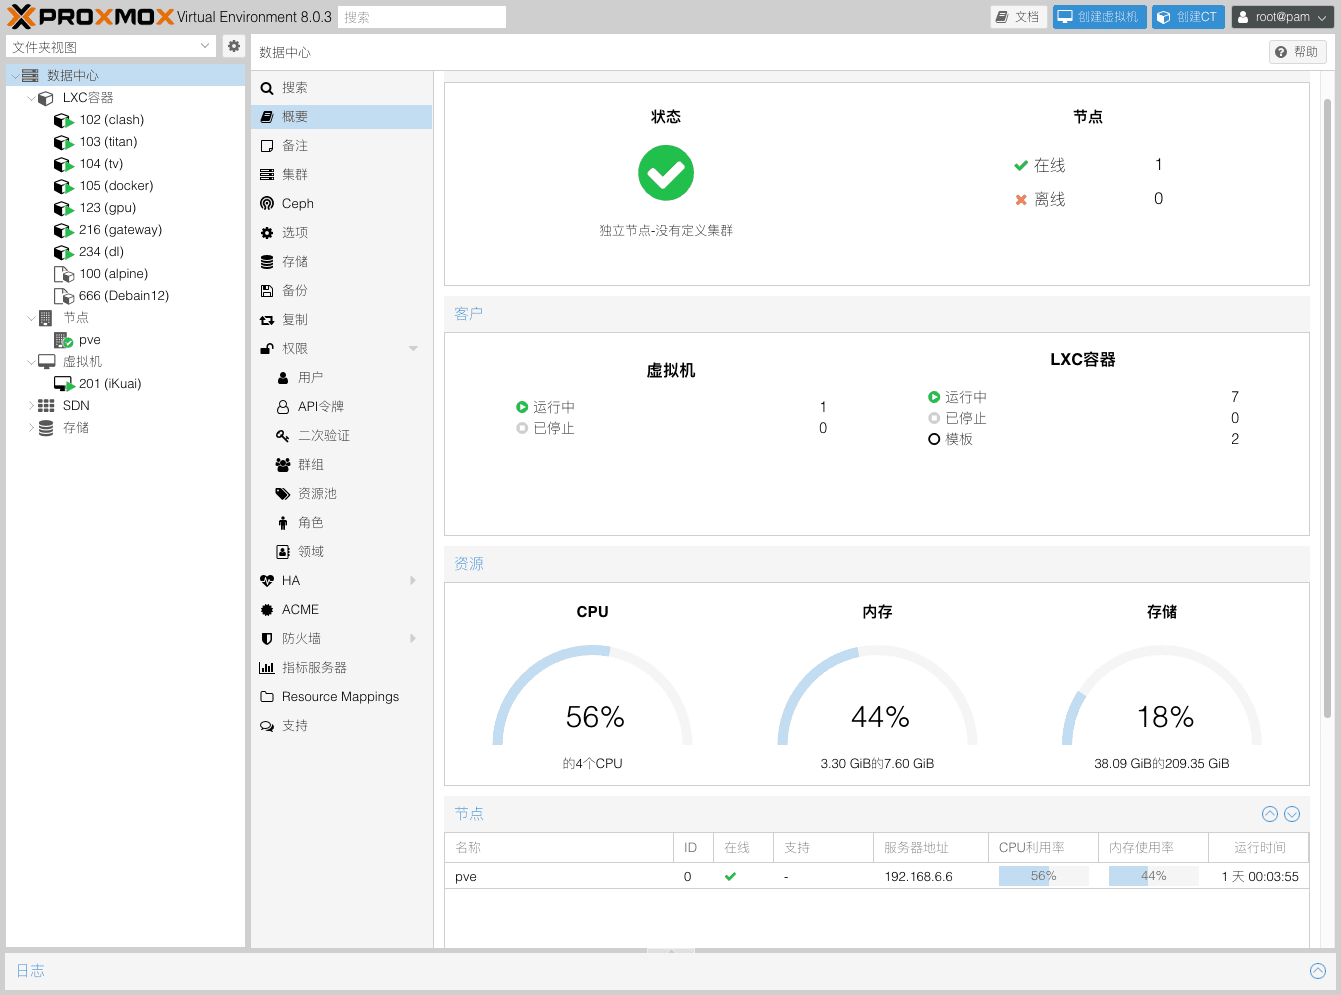 PROXMOX Virtual Environment 8.0.3 搜索 文档 创建虚拟机 创建CT root@pam
文件夹视图
数据中心
LXC容器
102 (clash)
103 (titan)
104 (tv)
105 (docker)
123 (gpu)
216 (gateway)
234 (dl)
100 (alpine)
666 (Debain12)
节点
pve
虚拟机
201 (iKuai)
SDN
存储
数据中心 帮助
搜索
概要
备注
集群
Ceph
选项
存储
备份
复制
权限
用户
API令牌
二次验证
群组
资源池
角色
领域
HA
ACME
防火墙
指标服务器
Resource Mappings
支持
状态
独立节点-没有定义集群
节点
在线 1
离线 0
客户
虚拟机
运行中 1
已停止 0
LXC容器
运行中 7
已停止 0
模板 2
资源
CPU
56%
的4个CPU
内存
44%
3.30 GiB的7.60 GiB
存储
18%
38.09 GiB的209.35 GiB
节点
名称 ID 在线 支持 服务器地址 CPU利用率 内存使用率 运行时间
pve 0 - 192.168.6.6 56% 44% 1 天 00:03:55
日志